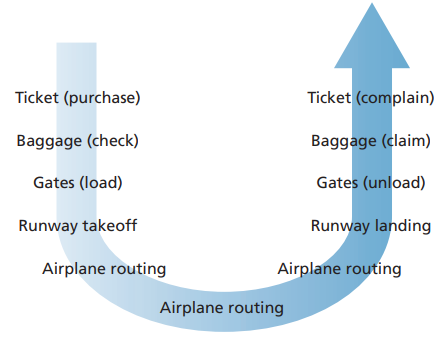 Ticket (purchase)
Baggage (check)
Gates (load)
Runway takeoff
Airplane routing
Airplane routing
Ticket (complain)
Baggage (claim)
Gates (unload)
Runway landing
Airplane routing